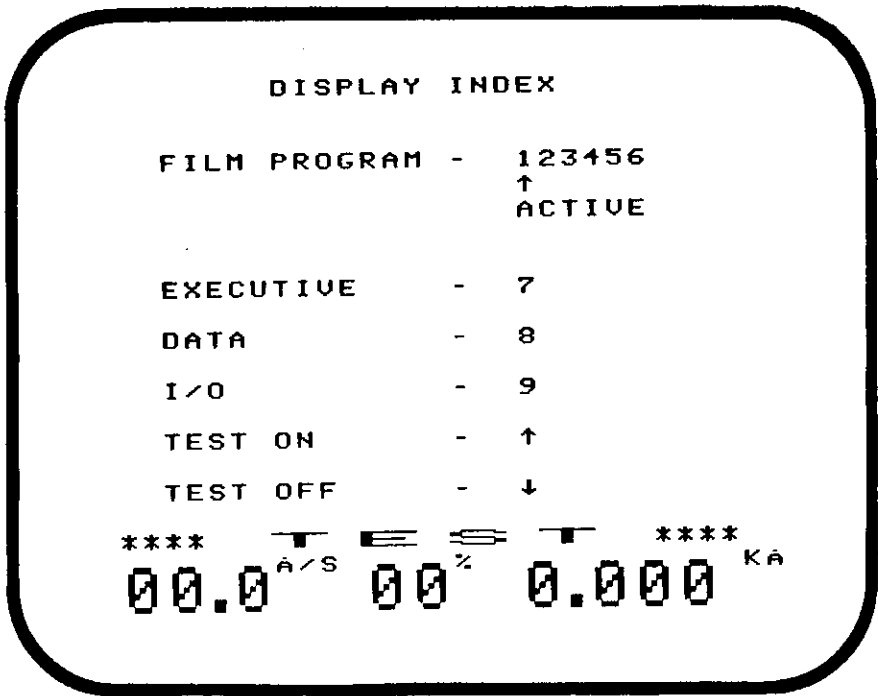 DISPLAY INDEX
FILM PROGRAM - 123456
↑
ACTIVE
EXECUTIVE - 7
DATA - 8
I/O - 9
TEST ON - ↑
TEST OFF - ↓
**** ****
00.0 A/S 00 % 0.000 KA